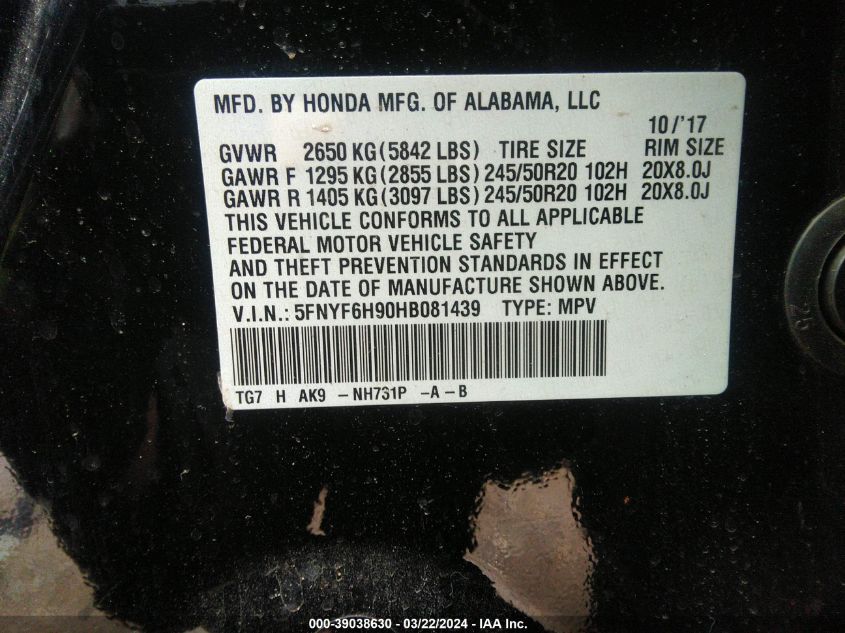 MFD. BY HONDA MFG. OF ALABAMA, LLC
10/'17
GVWR 2650 KG(5842 LBS) TIRE SIZE RIM SIZE
GAWR F 1295 KG(2855 LBS) 245/50R20 102H 20X8.0J
GAWR R 1405 KG(3097 LBS) 245/50R20 102H 20X8.0J
THIS VEHICLE CONFORMS TO ALL APPLICABLE
FEDERAL MOTOR VEHICLE SAFETY
AND THEFT PREVENTION STANDARDS IN EFFECT
ON THE DATE OF MANUFACTURE SHOWN ABOVE.
V.I.N.: 5FNYF6H90HB081439 TYPE: MPV
TG7 H AK9 -NH731P -A-B
000-39038630 - 03/22/2024 - IAA Inc.